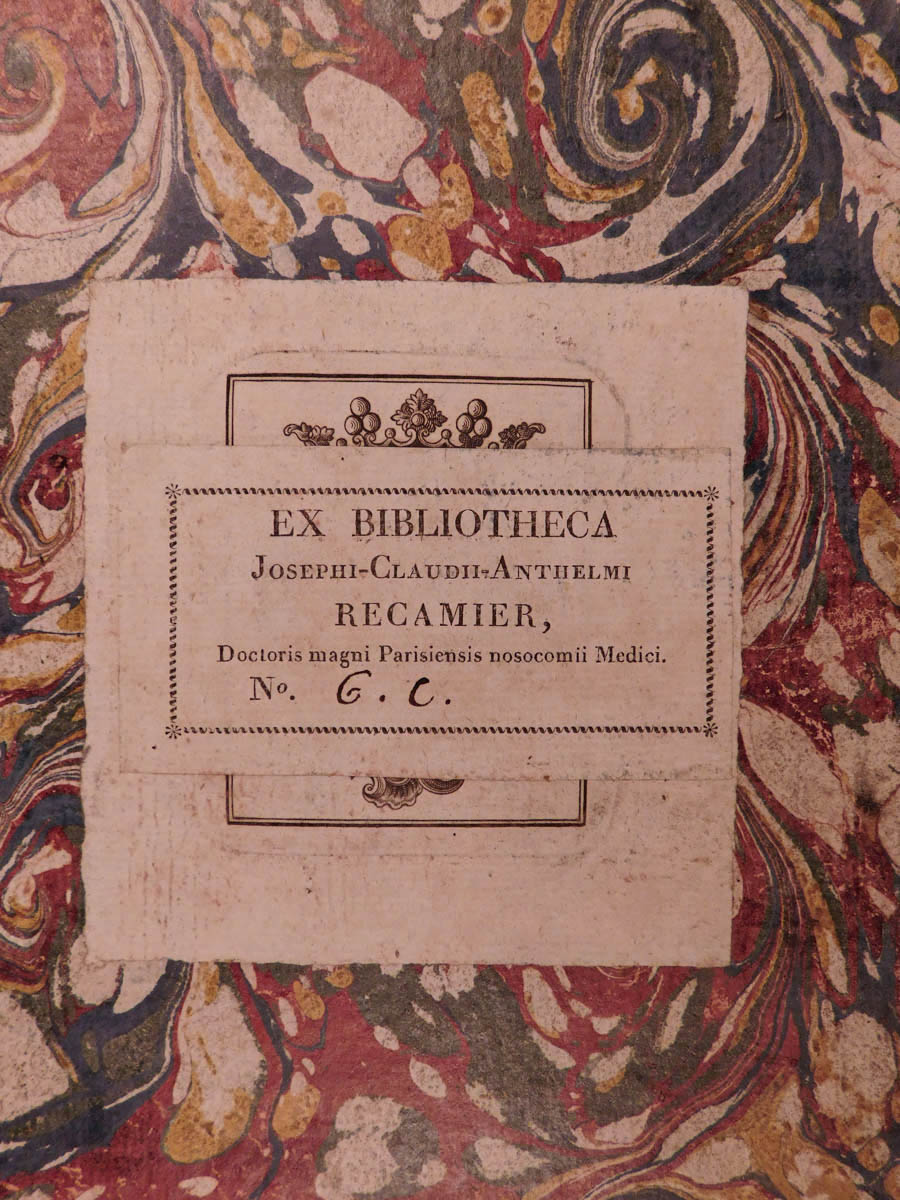 EX BIBLIOTHECA
JOSEPHI-CLAUDII-ANTHELMI
RECAMIER,
Doctoris magni Parisiensis nosocomii Medici.
No. G. C.